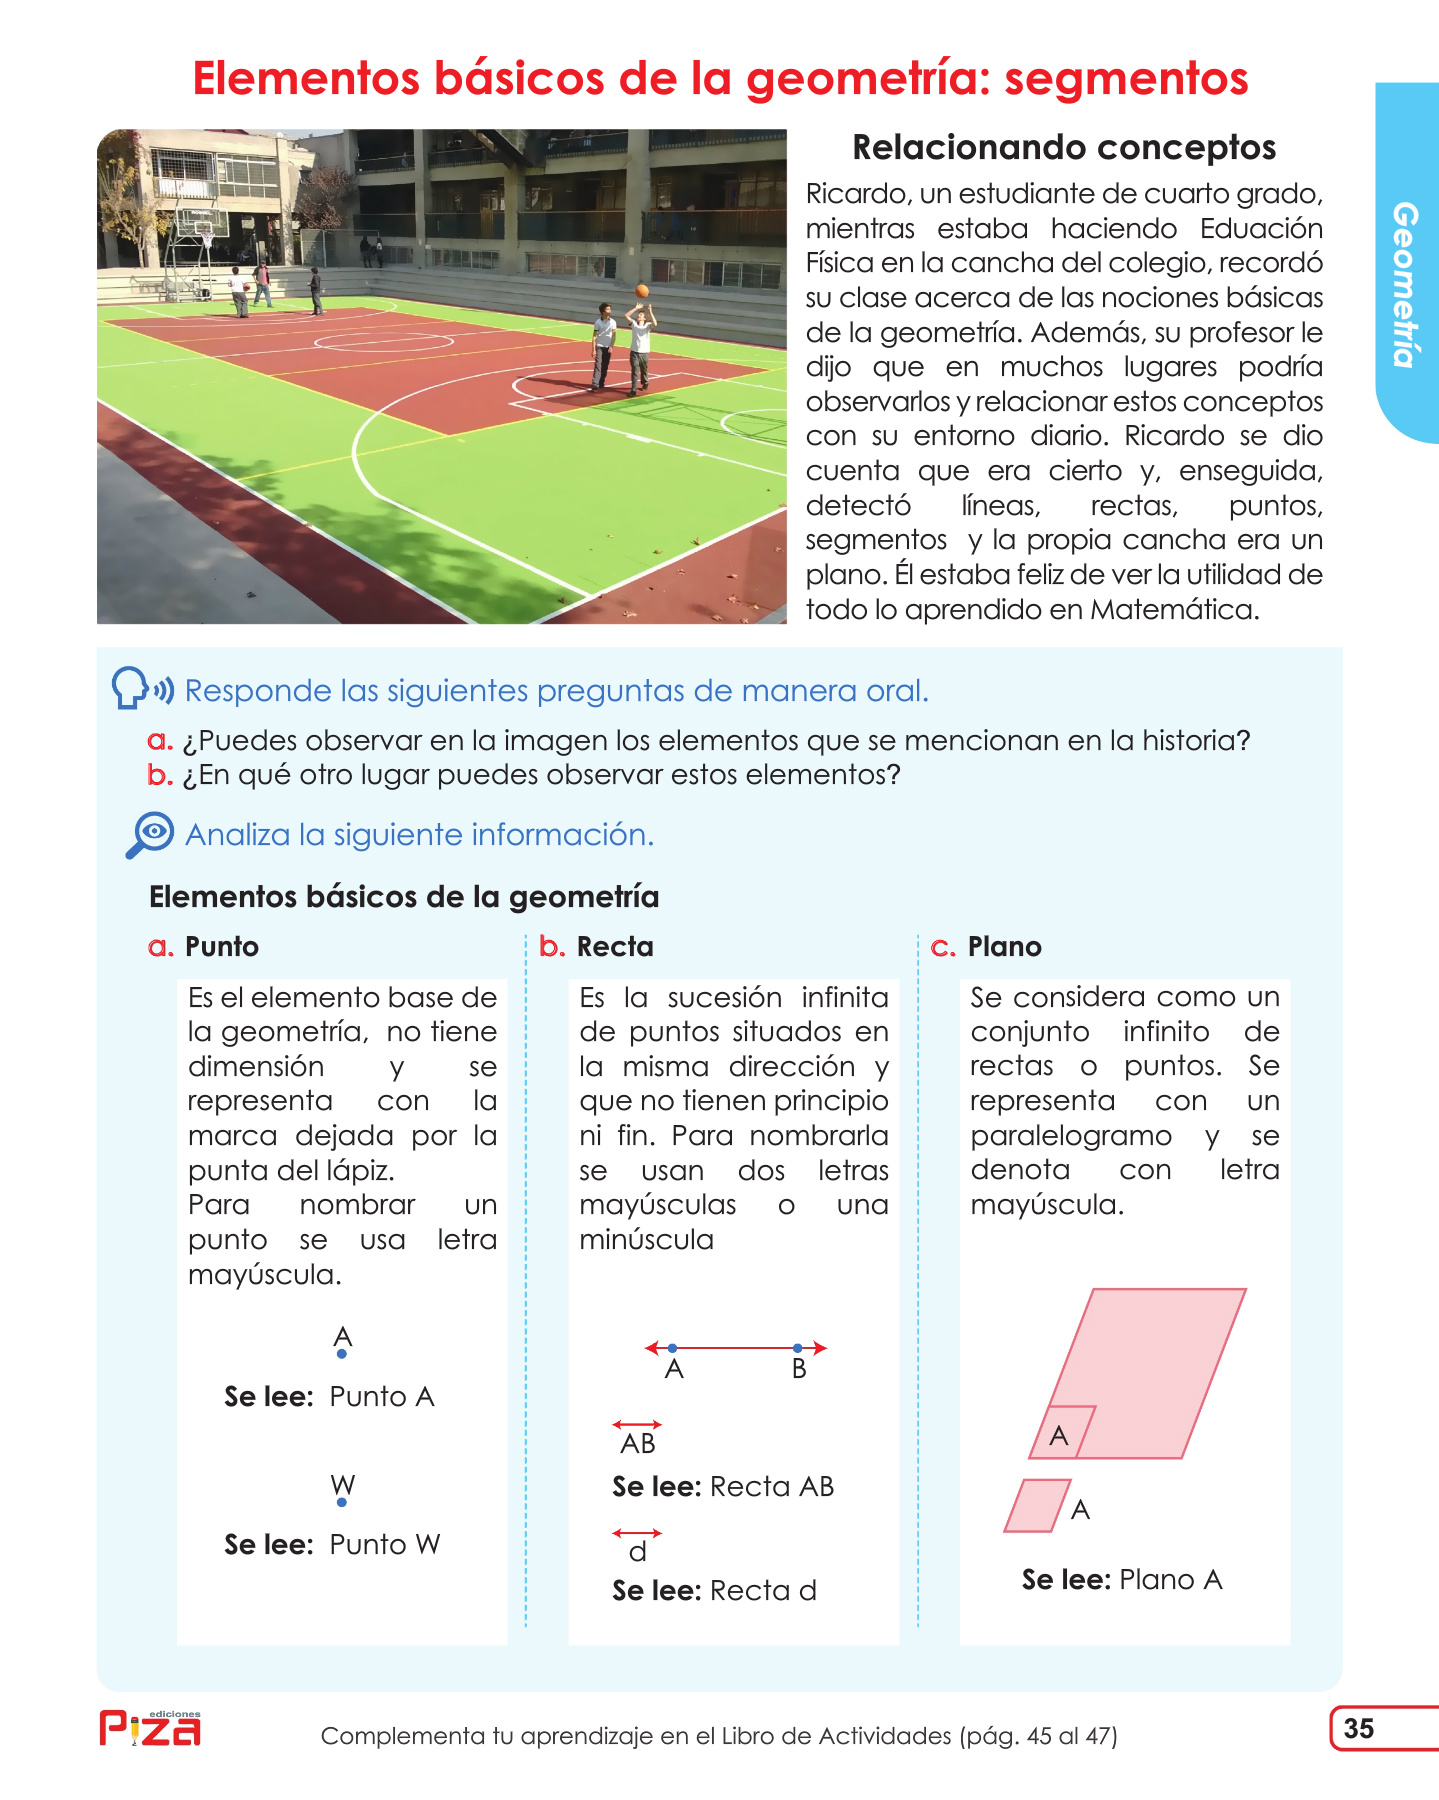 Elementos básicos de la geometría: segmentos
Relacionando conceptos
Ricardo, un estudiante de cuarto grado,
mientras estaba haciendo Eduación
Física en la cancha del colegio, recordó
su clase acerca de las nociones básicas
de la geometría. Además, su profesor le
dijo que en muchos lugares podría
observarlos y relacionar estos conceptos
con su entorno diario. Ricardo se dio
cuenta que era cierto y, enseguida,
detectó líneas, rectas, puntos,
segmentos y la propia cancha era un
plano. Él estaba feliz de ver la utilidad de
todo lo aprendido en Matemática.
Geometría
Responde las siguientes preguntas de manera oral.
a. ¿Puedes observar en la imagen los elementos que se mencionan en la historia?
b. ¿En qué otro lugar puedes observar estos elementos?
Analiza la siguiente información.
Elementos básicos de la geometría
a. Punto
Es el elemento base de
la geometría, no tiene
dimensión y se
representa con la
marca dejada por la
punta del lápiz.
Para nombrar un
punto se usa letra
mayúscula.
A
Se lee: Punto A
W
Se lee: Punto W
b. Recta
Es la sucesión infinita
de puntos situados en
la misma dirección y
que no tienen principio
ni fin. Para nombrarla
se usan dos letras
mayúsculas o una
minúscula
A B
AB
Se lee: Recta AB
d
Se lee: Recta d
c. Plano
Se considera como un
conjunto infinito de
rectas o puntos. Se
representa con un
paralelogramo y se
denota con letra
mayúscula.
A
A
Se lee: Plano A
ediciones
Piza
Complementa tu aprendizaje en el Libro de Actividades (pág. 45 al 47)
35